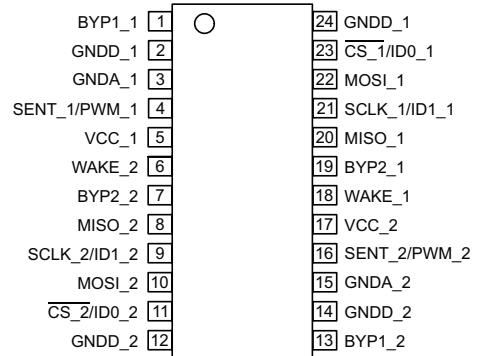 BYP1_1 1 24 GNDD_1
GNDD_1 2 23 CS_1/ID0_1
GNDA_1 3 22 MOSI_1
SENT_1/PWM_1 4 21 SCLK_1/ID1_1
VCC_1 5 20 MISO_1
WAKE_2 6 19 BYP2_1
BYP2_2 7 18 WAKE_1
MISO_2 8 17 VCC_2
SCLK_2/ID1_2 9 16 SENT_2/PWM_2
MOSI_2 10 15 GNDA_2
CS_2/ID0_2 11 14 GNDD_2
GNDD_2 12 13 BYP1_2